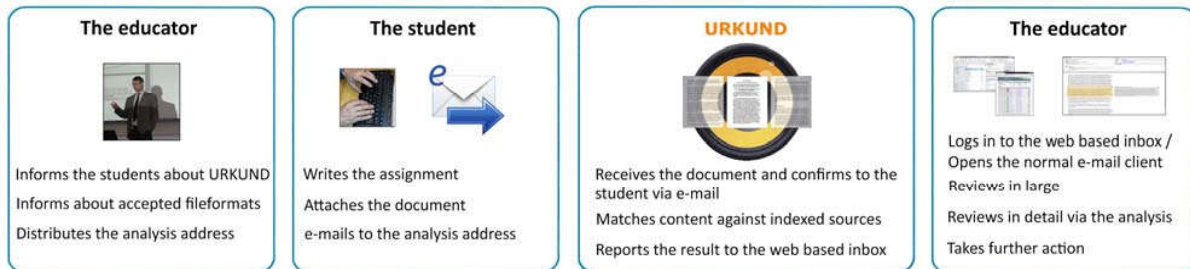 The educator
Informs the students about URKUND
Informs about accepted fileformats
Distributes the analysis address
The student
e
Writes the assignment
Attaches the document
e-mails to the analysis address
URKUND
Receives the document and confirms to the
student via e-mail
Matches content against indexed sources
Reports the result to the web based inbox
The educator
Logs in to the web based inbox /
Opens the normal e-mail client
Reviews in large
Reviews in detail via the analysis
Takes further action